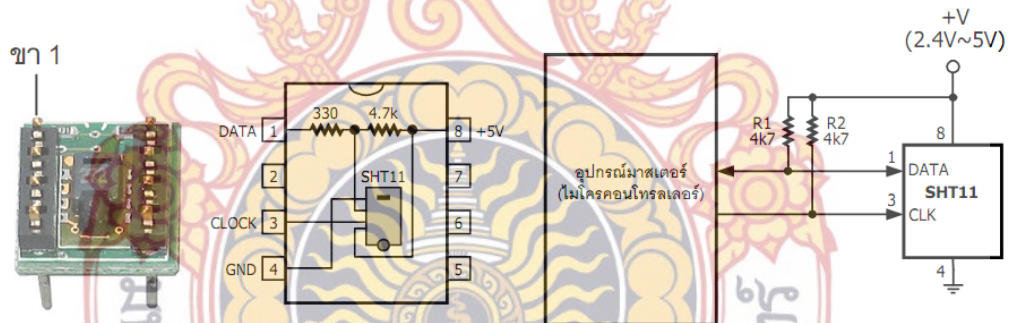 ขา 1
DATA 1
2
CLOCK 3
GND 4
330
4.7k
SHT11
8 +5V
7
6
5
อุปกรณ์มาสเตอร์
(ไมโครคอนโทรลเลอร์)
+V
(2.4V~5V)
R1
4k7
R2
4k7
8
1
DATA
SHT11
3
CLK
4